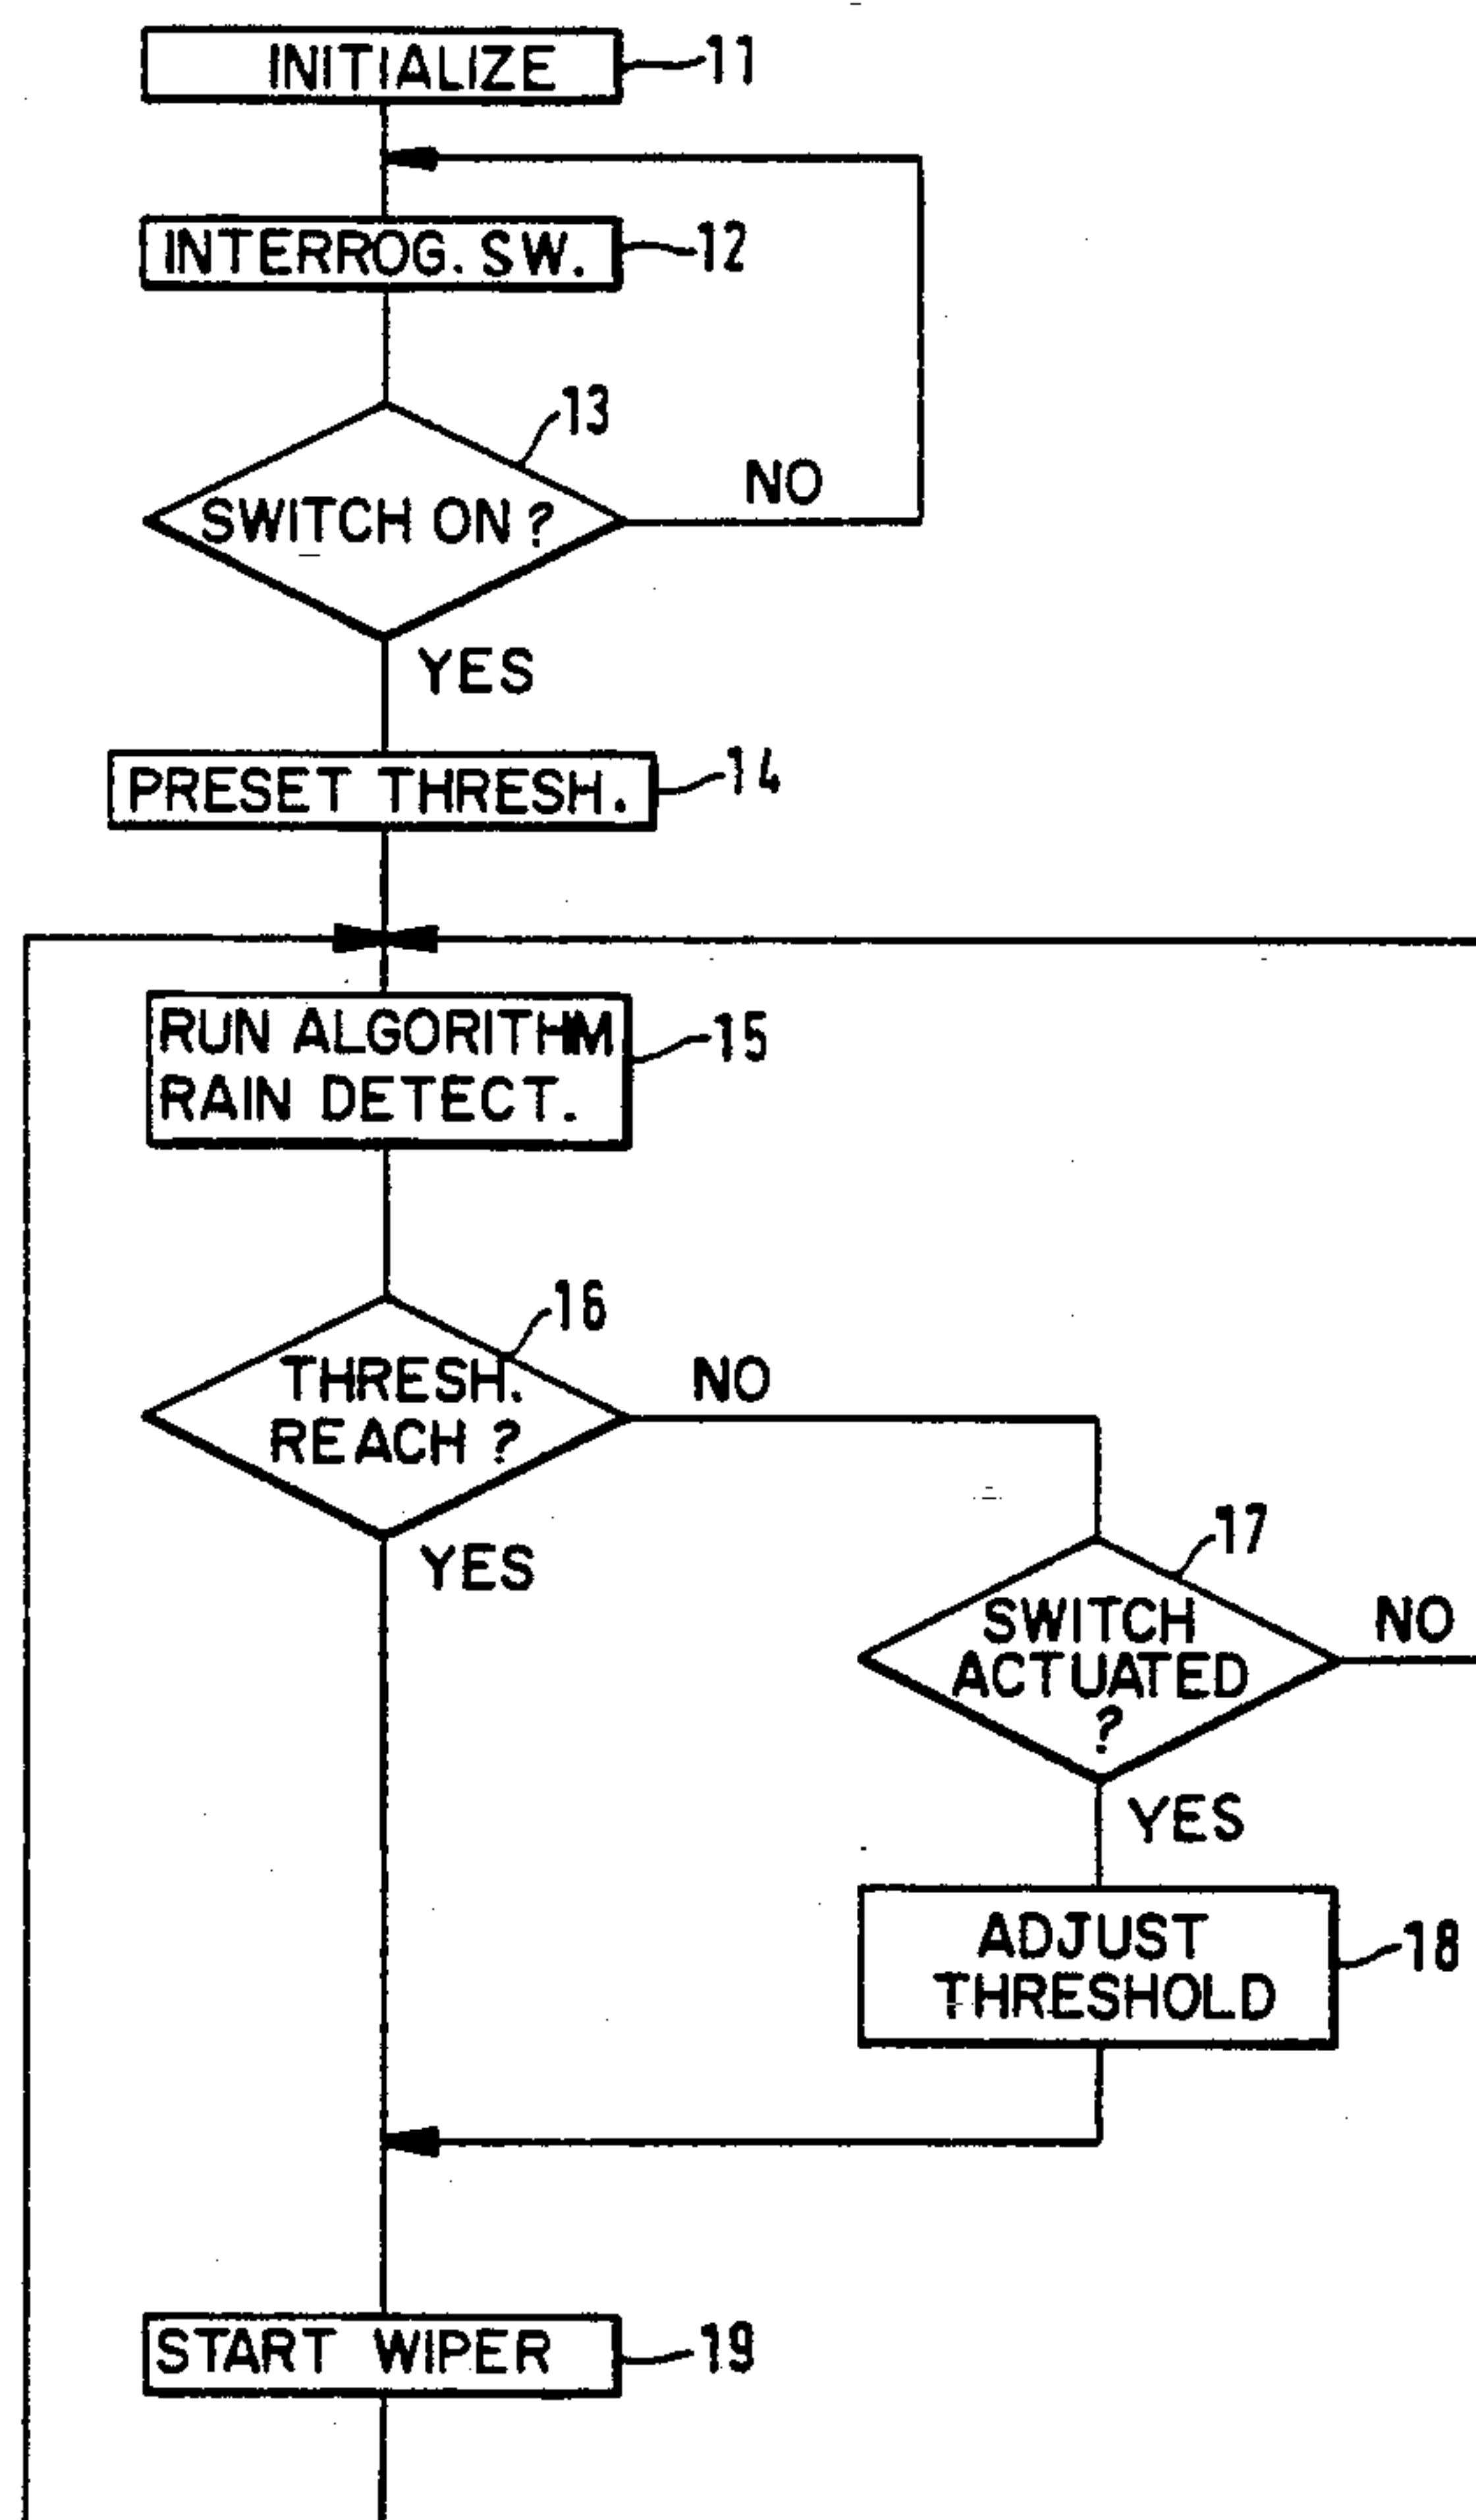 INITIALIZE
11
INTERROG. SW.
12
13
SWITCH ON ?
NO
YES
PRESET THRESH.
14
RUN ALGORITHM
RAIN DETECT.
15
16
THRESH.
REACH ?
NO
YES
17
SWITCH
ACTUATED
?
NO
YES
ADJUST
THRESHOLD
18
START WIPER
19